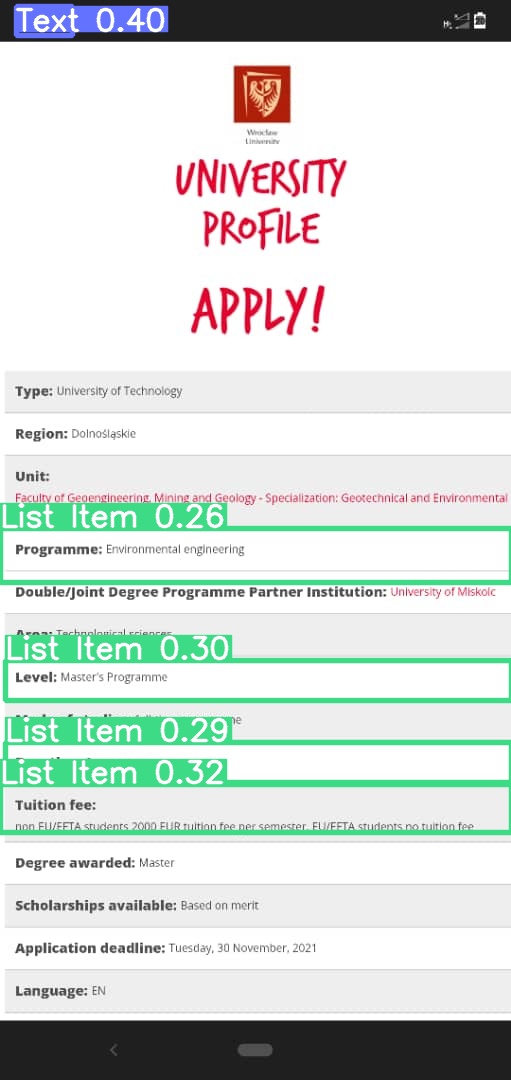 Text 0.40
H
20
Wrocław
University
UNIVERSITY
PROFILE
APPLY!
Type: University of Technology
Region: Dolnośląskie
Unit:
Faculty of Geoengineering, Mining and Geology - Specialization: Geotechnical and Environmental
List Item 0.26
Programme: Environmental engineering
Double/Joint Degree Programme Partner Institution: University of Miskolc
Area: Technological sciences
List Item 0.30
Level: Master's Programme
List Item 0.29
List Item 0.32
Tuition fee:
non EU/EFTA students 2000 EUR tuition fee per semester, EU/EFTA students no tuition fee
Degree awarded: Master
Scholarships available: Based on merit
Application deadline: Tuesday, 30 November, 2021
Language: EN